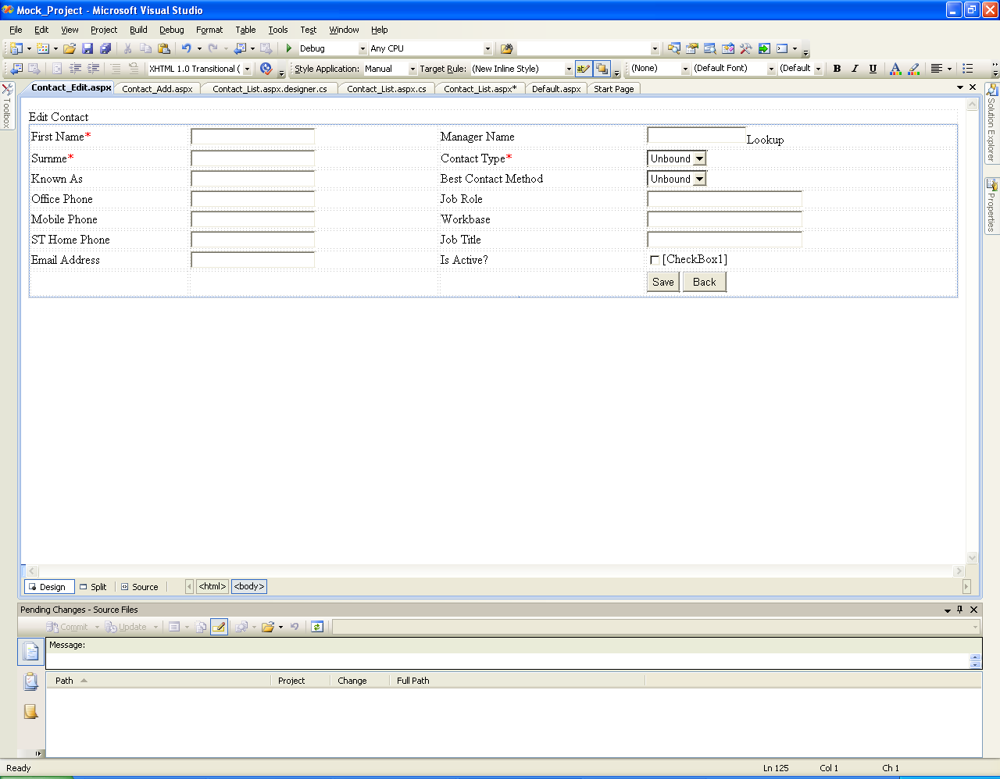 Mock_Project - Microsoft Visual Studio
File Edit View Project Build Debug Format Table Tools Test Window Help
Debug Any CPU
XHTML 1.0 Transitional ( Style Application: Manual Target Rule: (New Inline Style) (None) (Default Font) (Default B I U
Contact_Edit.aspx Contact_Add.aspx Contact_List.aspx.designer.cs Contact_List.aspx.cs Contact_List.aspx* Default.aspx Start Page
Toolbox
Solution Explorer
Properties
Edit Contact
First Name* Manager Name Lookup
Surnme* Contact Type* Unbound
Known As Best Contact Method Unbound
Office Phone Job Role
Mobile Phone Workbase
ST Home Phone Job Title
Email Address Is Active? [CheckBox1]
Save Back
Design Split Source <html> <body>
Pending Changes - Source Files
Commit Update
Message:
Path Project Change Full Path
Ready Ln 125 Col 1 Ch 1